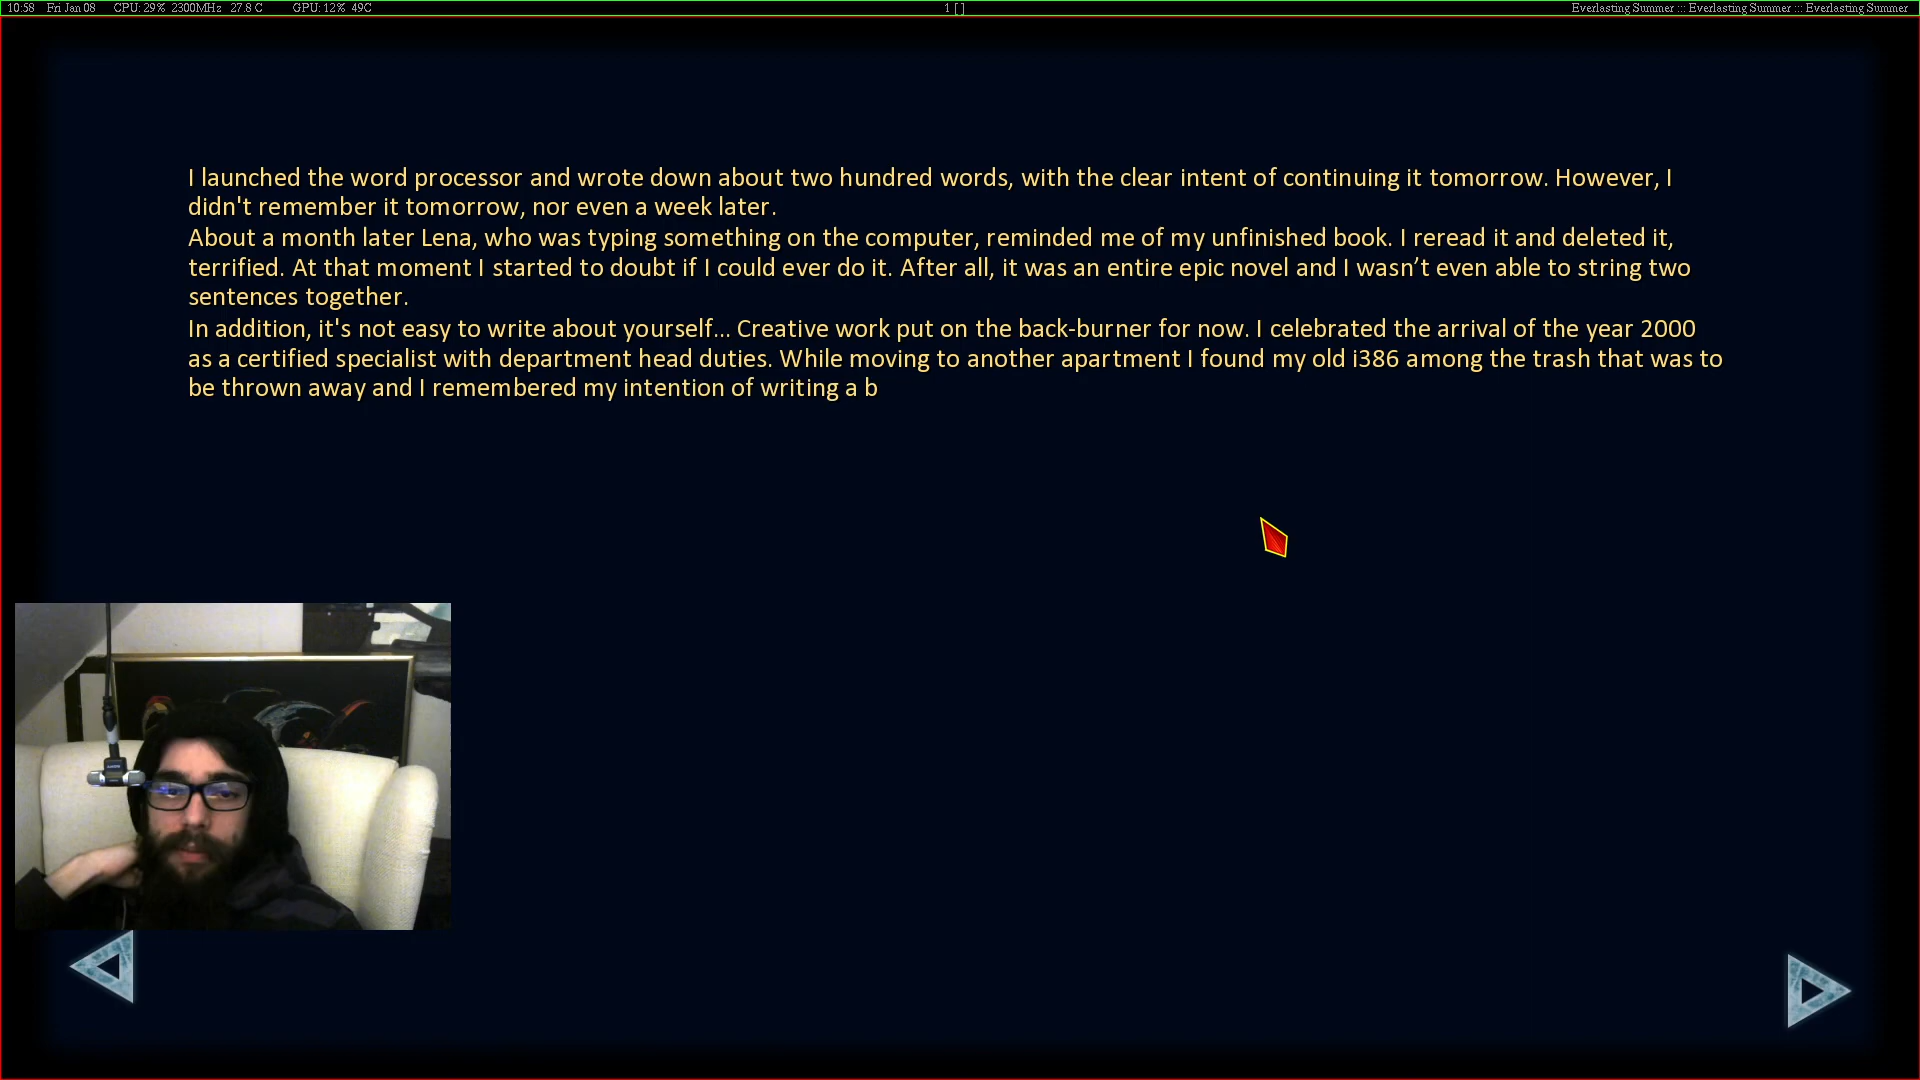 10:58 Fri Jan 08 CPU: 29% 2300MHz 27.8 C GPU: 12% 49C 1 [ ] Everlasting Summer ::: Everlasting Summer ::: Everlasting Summer
I launched the word processor and wrote down about two hundred words, with the clear intent of continuing it tomorrow. However, I
didn't remember it tomorrow, nor even a week later.
About a month later Lena, who was typing something on the computer, reminded me of my unfinished book. I reread it and deleted it,
terrified. At that moment I started to doubt if I could ever do it. After all, it was an entire epic novel and I wasn’t even able to string two
sentences together.
In addition, it's not easy to write about yourself... Creative work put on the back-burner for now. I celebrated the arrival of the year 2000
as a certified specialist with department head duties. While moving to another apartment I found my old i386 among the trash that was to
be thrown away and I remembered my intention of writing a b